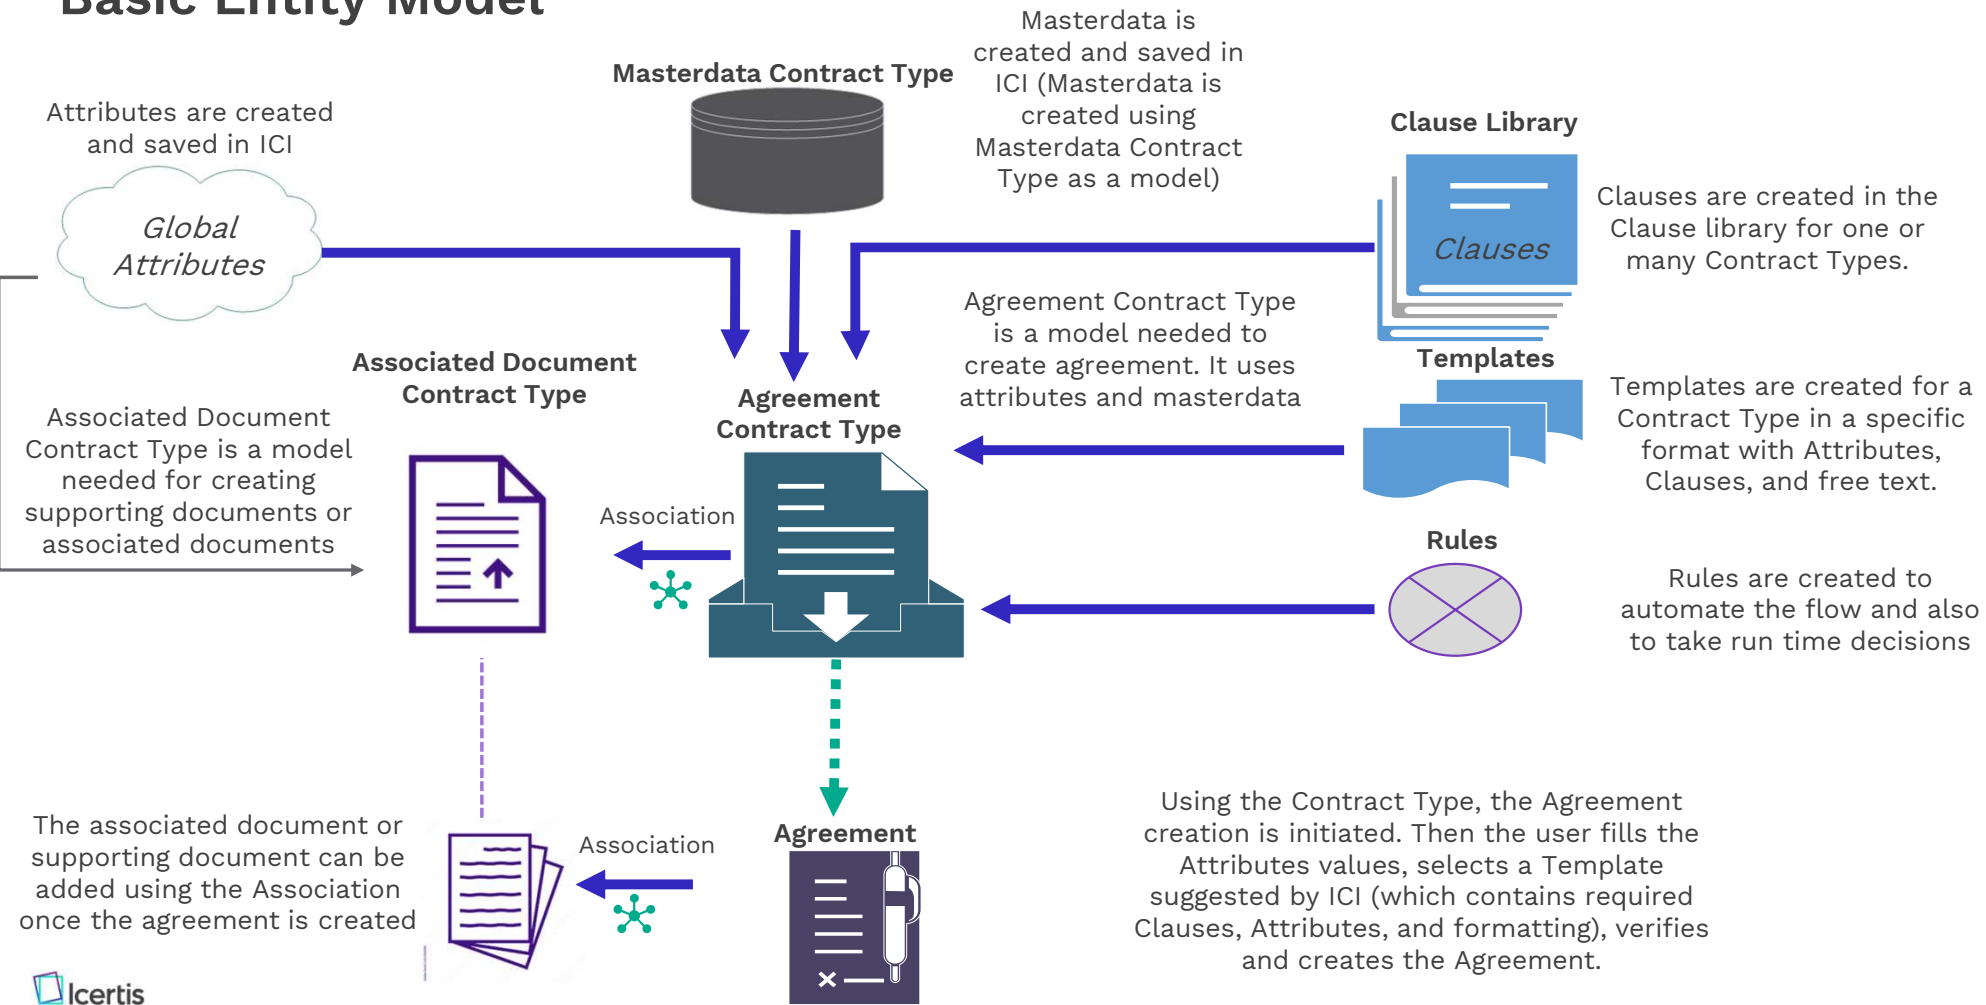 Basic Entity Model
Masterdata is
created and saved in
ICI (Masterdata is
created using
Masterdata Contract
Type as a model)
Masterdata Contract Type
Attributes are created
and saved in ICI
Global
Attributes
Clause Library
Clauses
Clauses are created in the
Clause library for one or
many Contract Types.
Agreement Contract Type
is a model needed to
create agreement. It uses
attributes and masterdata
Associated Document
Contract Type
Agreement
Contract Type
Templates
Templates are created for a
Contract Type in a specific
format with Attributes,
Clauses, and free text.
Associated Document
Contract Type is a model
needed for creating
supporting documents or
associated documents
Association
Rules
Rules are created to
automate the flow and also
to take run time decisions
The associated document or
supporting document can be
added using the Association
once the agreement is created
Association
Agreement
Using the Contract Type, the Agreement
creation is initiated. Then the user fills the
Attributes values, selects a Template
suggested by ICI (which contains required
Clauses, Attributes, and formatting), verifies
and creates the Agreement.
Icertis